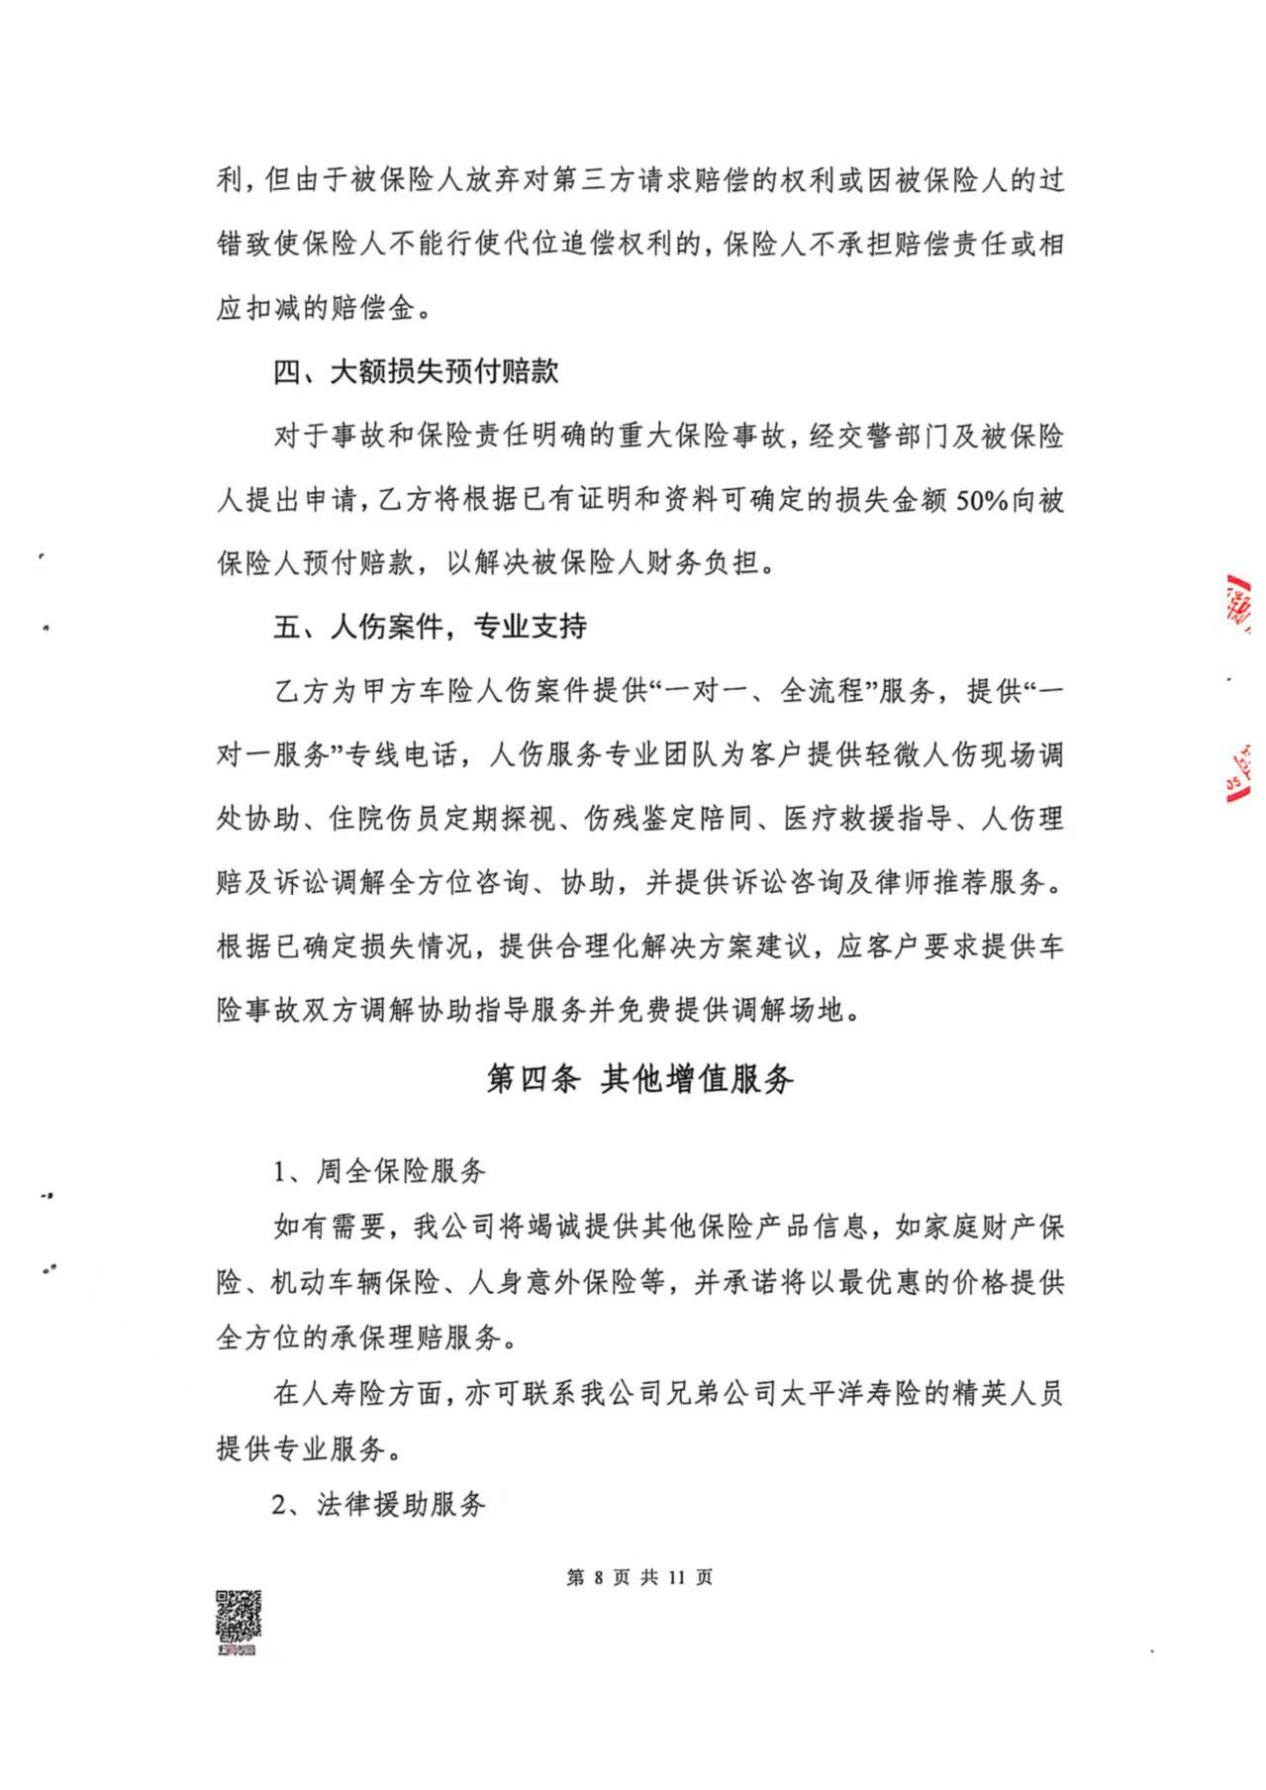 利，但由于被保险人放弃对第三方请求赔偿的权利或因被保险人的过
错致使保险人不能行使代位追偿权利的，保险人不承担赔偿责任或相
应扣减的赔偿金。
四、大额损失预付赔款
对于事故和保险责任明确的重大保险事故，经交警部门及被保险
人提出申请，乙方将根据已有证明和资料可确定的损失金额 50%向被
保险人预付赔款，以解决被保险人财务负担。
五、人伤案件，专业支持
乙方为甲方车险人伤案件提供“一对一、全流程”服务，提供“一
对一服务”专线电话，人伤服务专业团队为客户提供轻微人伤现场调
处协助、住院伤员定期探视、伤残鉴定陪同、医疗救援指导、人伤理
赔及诉讼调解全方位咨询、协助，并提供诉讼咨询及律师推荐服务。
根据已确定损失情况，提供合理化解决方案建议，应客户要求提供车
险事故双方调解协助指导服务并免费提供调解场地。
第四条 其他增值服务
1、周全保险服务
如有需要，我公司将竭诚提供其他保险产品信息，如家庭财产保
险、机动车辆保险、人身意外保险等，并承诺将以最优惠的价格提供
全方位的承保理赔服务。
在人寿险方面，亦可联系我公司兄弟公司太平洋寿险的精英人员
提供专业服务。
2、法律援助服务
第 8 页 共 11 页
05